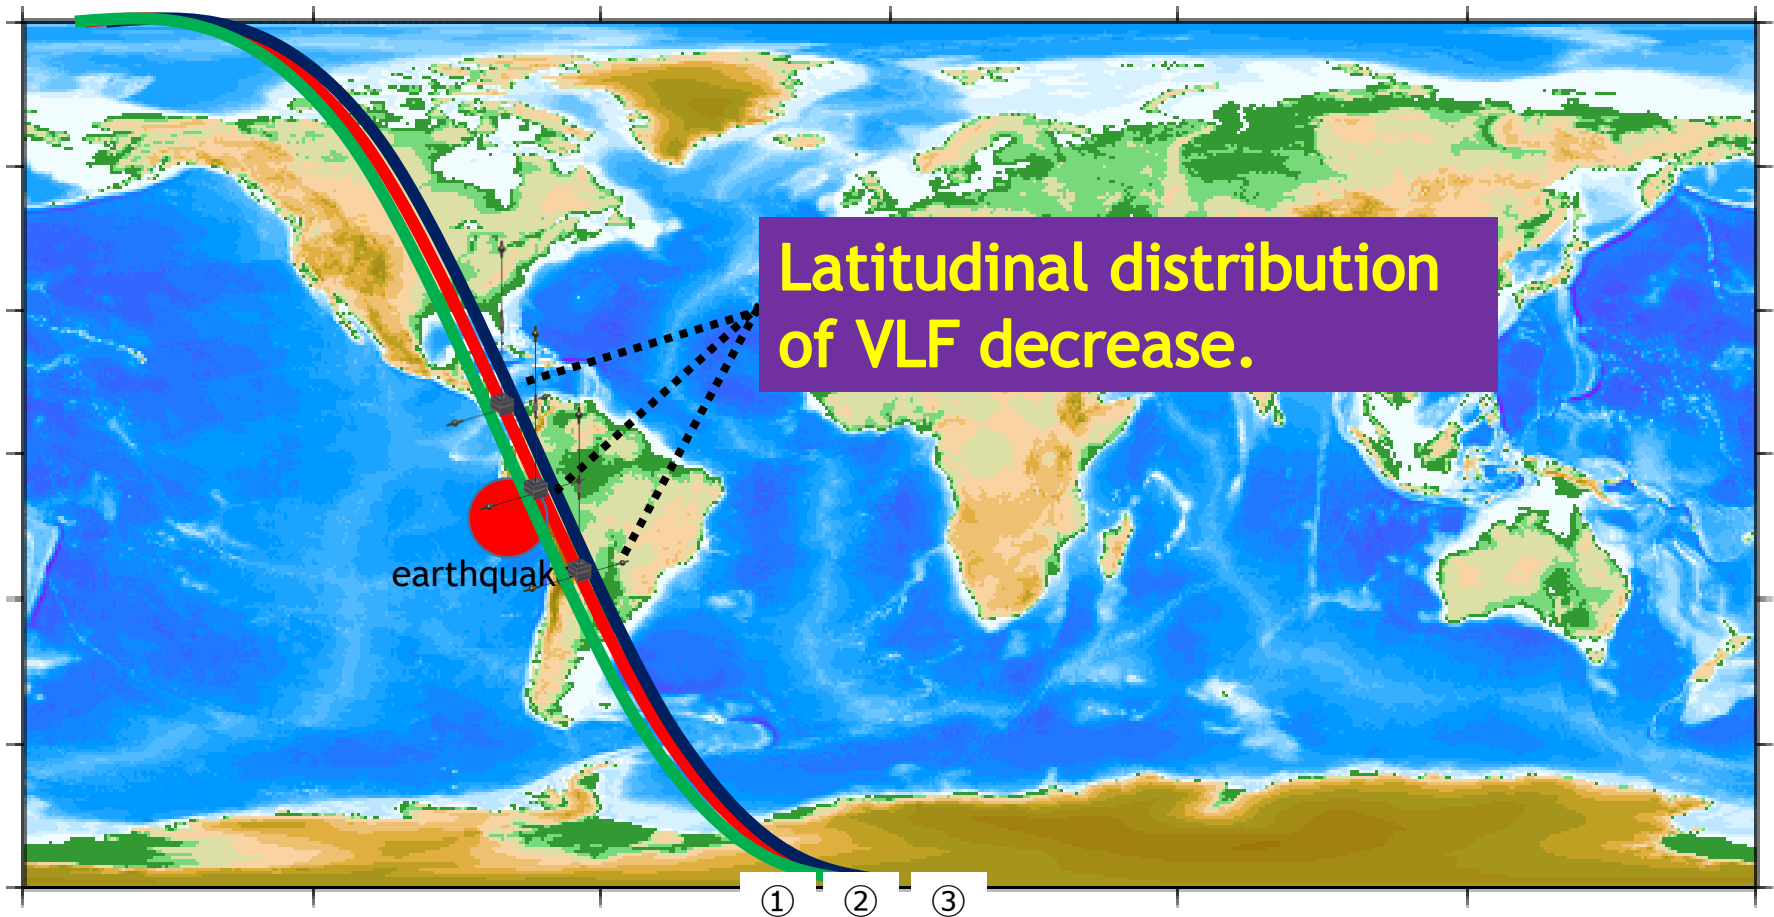 Latitudinal distribution
of VLF decrease.
earthquak
① ② ③